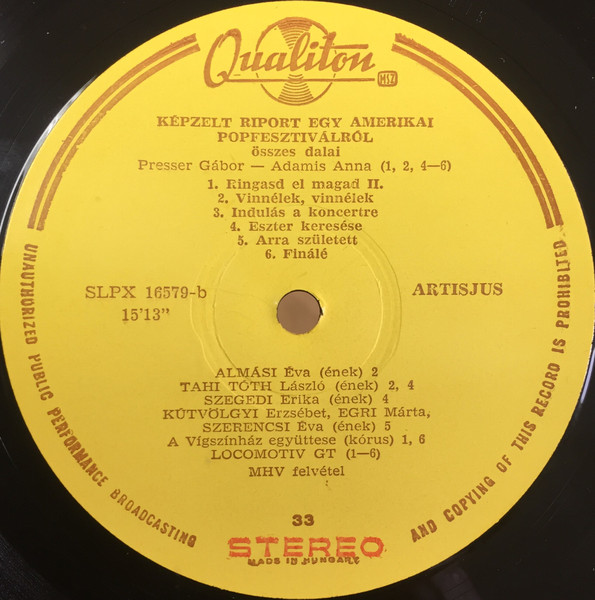 Qualiton
MHV
KÉPZELT RIPORT EGY AMERIKAI
POPFESZTIVÁLRÓL
összes dalai
Presser Gábor — Adamis Anna (1, 2, 4—6)
1. Ringasd el magad II.
2. Vinnélek, vinnélek
3. Indulás a koncertre
4. Eszter keresése
5. Arra született
6. Finálé
SLPX 16579-b
15'13"
ARTISJUS
ALMÁSI Éva (ének) 2
TAHI TÓTH László (ének) 2, 4
SZEGEDI Erika (ének) 4
KÚTVÖLGYI Erzsébet, EGRI Márta,
SZERENCSI Éva (ének) 5
A Vígszínház együttese (kórus) 1, 6
LOCOMOTIV GT (1—6)
MHV felvétel
33
STEREO
MADE IN HUNGARY
UNAUTHORIZED PUBLIC PERFORMANCE BROADCASTING
AND COPYING OF THIS RECORD IS PROHIBITED